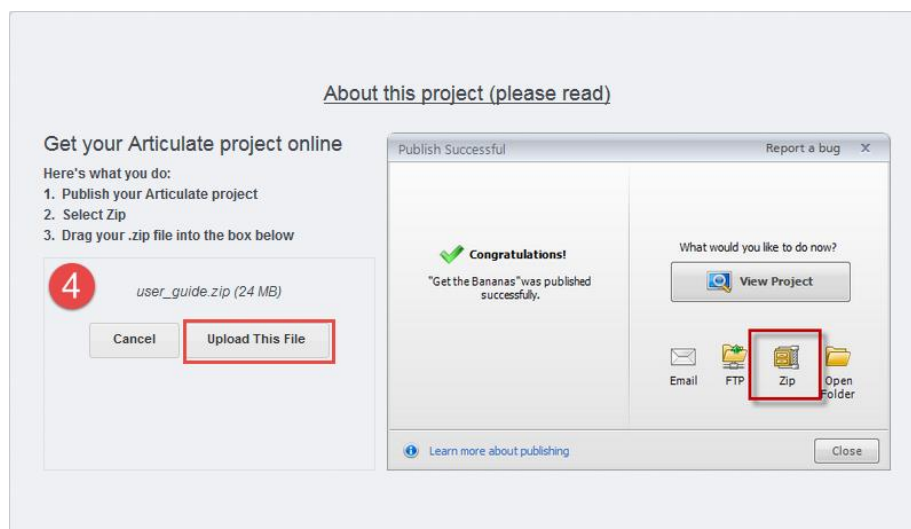 About this project (please read)
Get your Articulate project online
Here's what you do:
1. Publish your Articulate project
2. Select Zip
3. Drag your .zip file into the box below
4
user_guide.zip (24 MB)
Cancel
Upload This File
Publish Successful
Report a bug X
Congratulations!
"Get the Bananas"was published
successfully.
What would you like to do now?
View Project
Email
FTP
Zip
Open
Folder
Learn more about publishing
Close